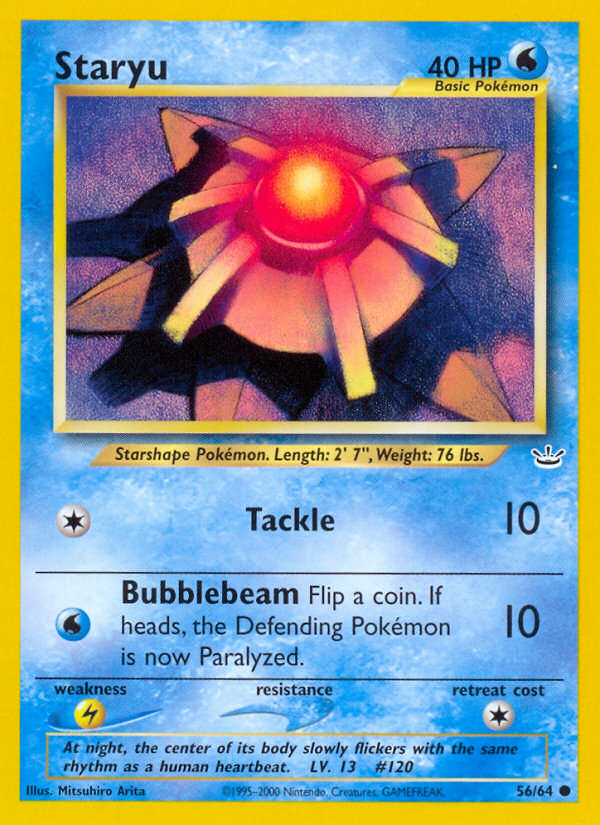 Staryu
40 HP
Basic Pokémon
Starshape Pokémon. Length: 2' 7", Weight: 76 lbs.
Tackle 10
Bubblebeam Flip a coin. If
heads, the Defending Pokémon
is now Paralyzed.
10
weakness resistance retreat cost
At night, the center of its body slowly flickers with the same
rhythm as a human heartbeat. LV. 13 #120
Illus. Mitsuhiro Arita ©1995–2000 Nintendo, Creatures, GAMEFREAK. 56/64